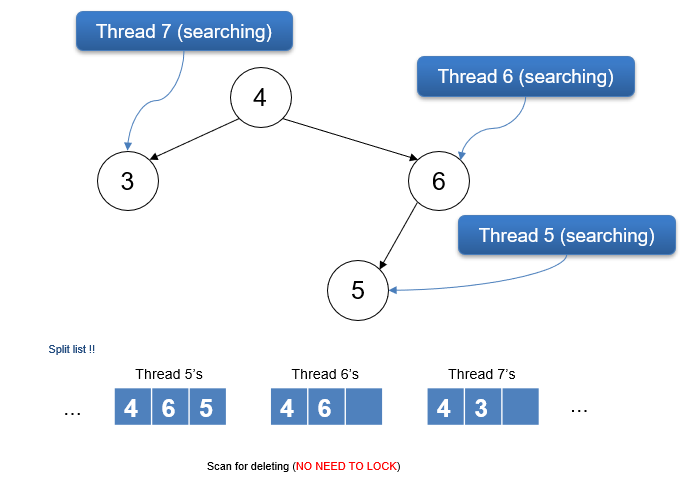 Thread 7 (searching)
Thread 6 (searching)
4
3
6
Thread 5 (searching)
5
Split list !!
Thread 5’s
Thread 6’s
Thread 7’s
... 4 6 5 4 6 4 3 ...
Scan for deleting (NO NEED TO LOCK)